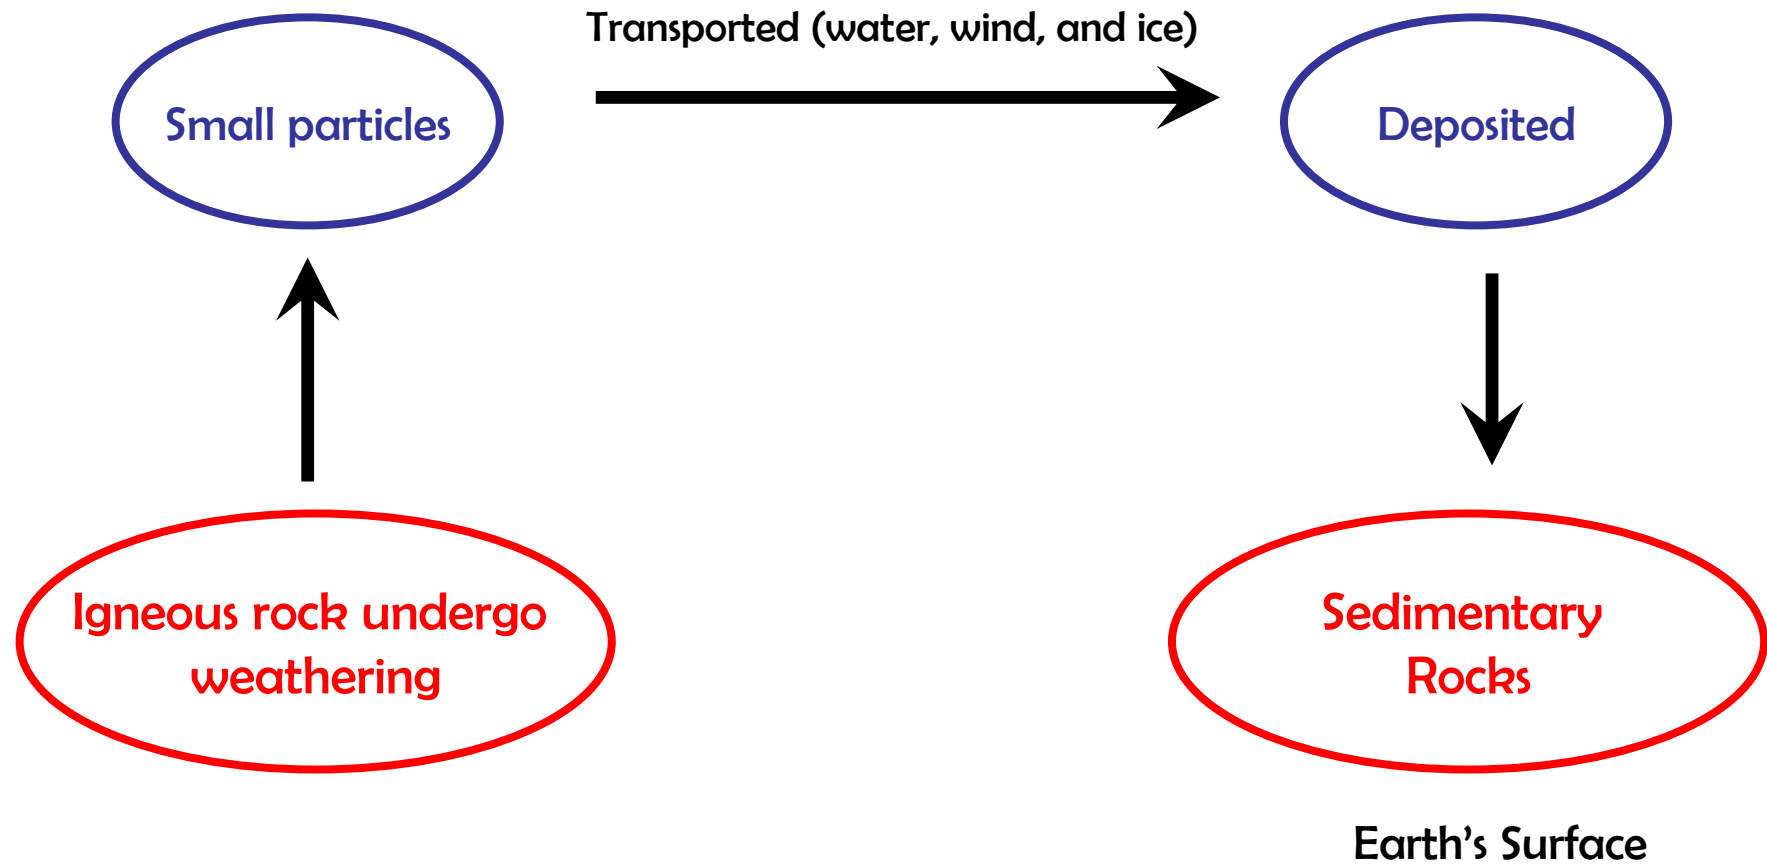 Transported (water, wind, and ice)
Small particles
Deposited
Igneous rock undergo
weathering
Sedimentary
Rocks
Earth’s Surface